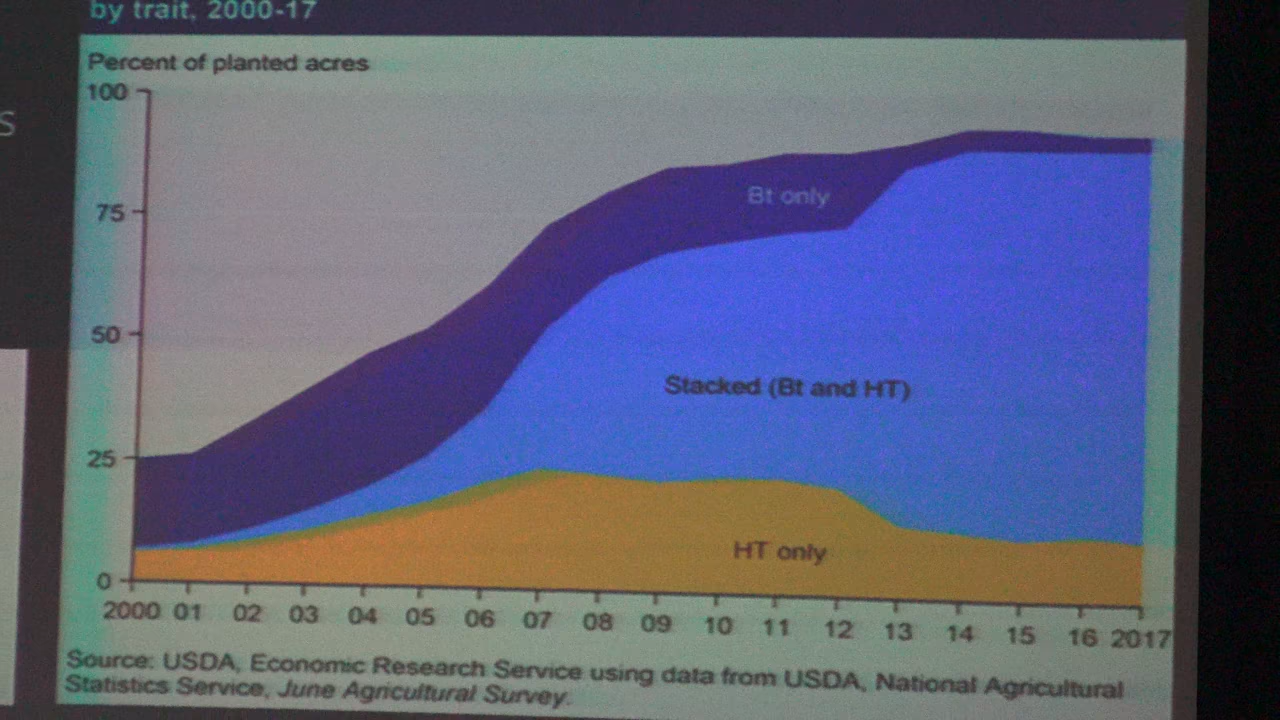 by trait, 2000-17
S
Percent of planted acres
100
75
50
25
0
Bt only
Stacked (Bt and HT)
HT only
2000 01 02 03 04 05 06 07 08 09 10 11 12 13 14 15 16 2017
Source: USDA, Economic Research Service using data from USDA, National Agricultural
Statistics Service, June Agricultural Survey.